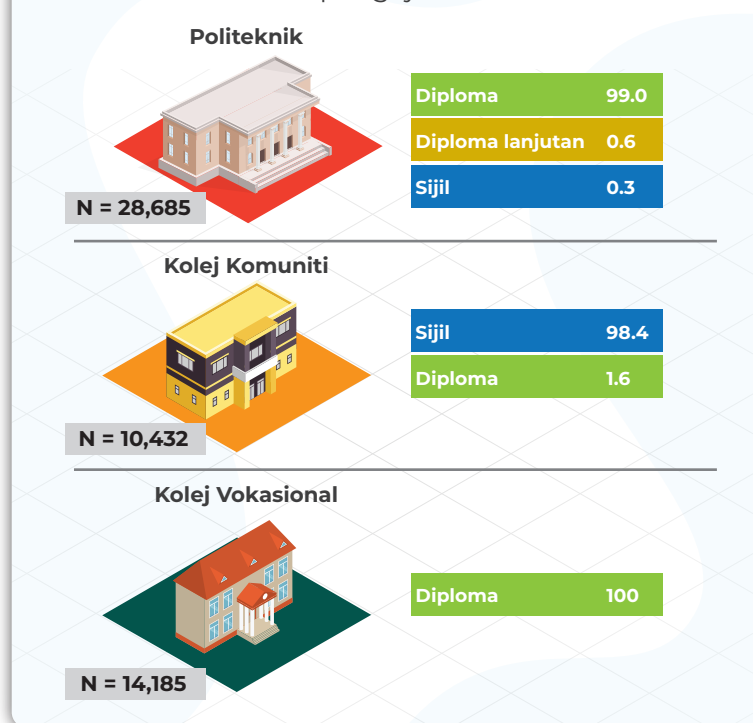 Politeknik
Diploma 99.0
Diploma lanjutan 0.6
Sijil 0.3
N = 28,685
Kolej Komuniti
Sijil 98.4
Diploma 1.6
N = 10,432
Kolej Vokasional
Diploma 100
N = 14,185